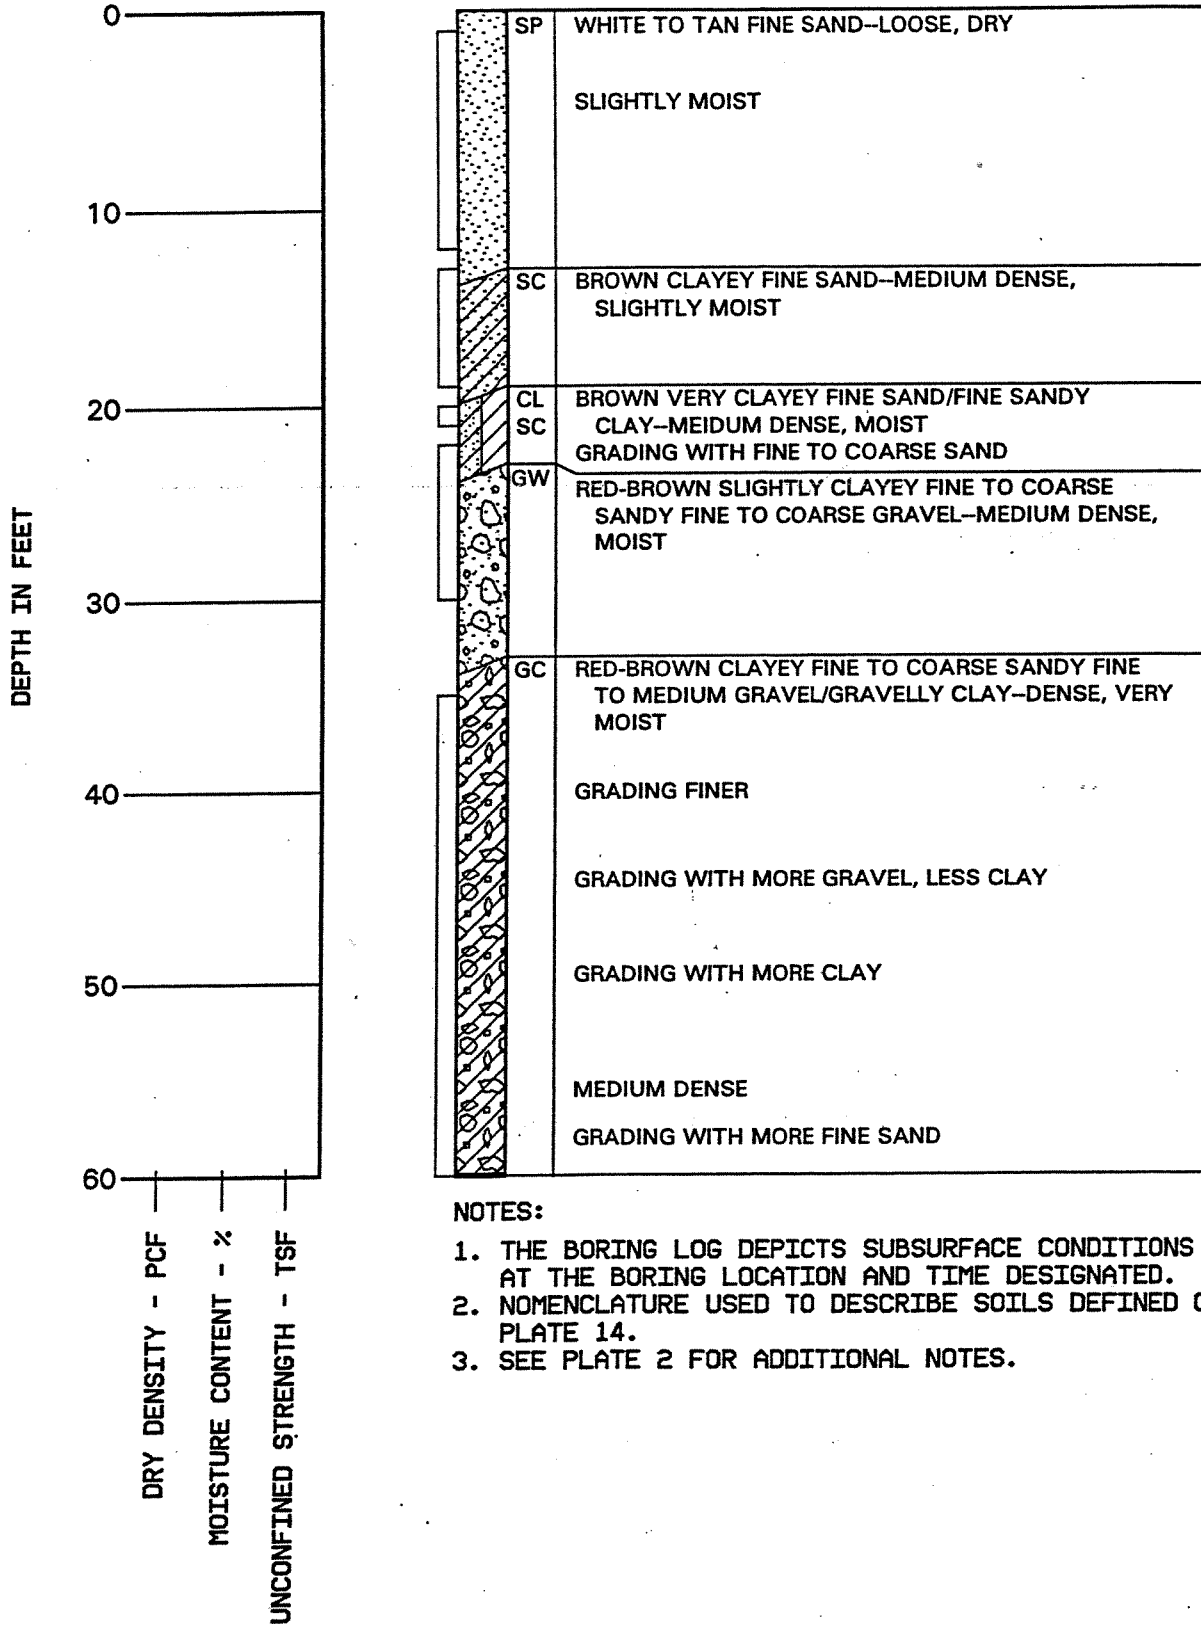 0
SP WHITE TO TAN FINE SAND--LOOSE, DRY
SLIGHTLY MOIST
10
SC BROWN CLAYEY FINE SAND--MEDIUM DENSE,
SLIGHTLY MOIST
20
CL BROWN VERY CLAYEY FINE SAND/FINE SANDY
SC CLAY--MEIDUM DENSE, MOIST
GRADING WITH FINE TO COARSE SAND
GW RED-BROWN SLIGHTLY CLAYEY FINE TO COARSE
SANDY FINE TO COARSE GRAVEL--MEDIUM DENSE,
MOIST
DEPTH IN FEET
30
GC RED-BROWN CLAYEY FINE TO COARSE SANDY FINE
TO MEDIUM GRAVEL/GRAVELLY CLAY--DENSE, VERY
MOIST
40
GRADING FINER
GRADING WITH MORE GRAVEL, LESS CLAY
50
GRADING WITH MORE CLAY
MEDIUM DENSE
GRADING WITH MORE FINE SAND
60
DRY DENSITY - PCF
MOISTURE CONTENT - %
UNCONFINED STRENGTH - TSF
NOTES:
1. THE BORING LOG DEPICTS SUBSURFACE CONDITIONS
AT THE BORING LOCATION AND TIME DESIGNATED.
2. NOMENCLATURE USED TO DESCRIBE SOILS DEFINED
PLATE 14.
3. SEE PLATE 2 FOR ADDITIONAL NOTES.